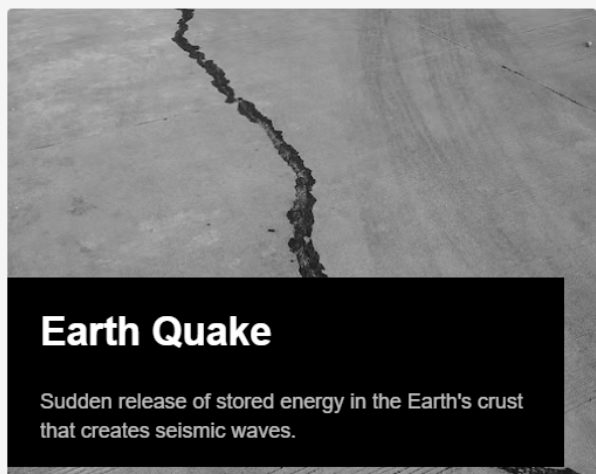 Earth Quake
Sudden release of stored energy in the Earth's crust
that creates seismic waves.